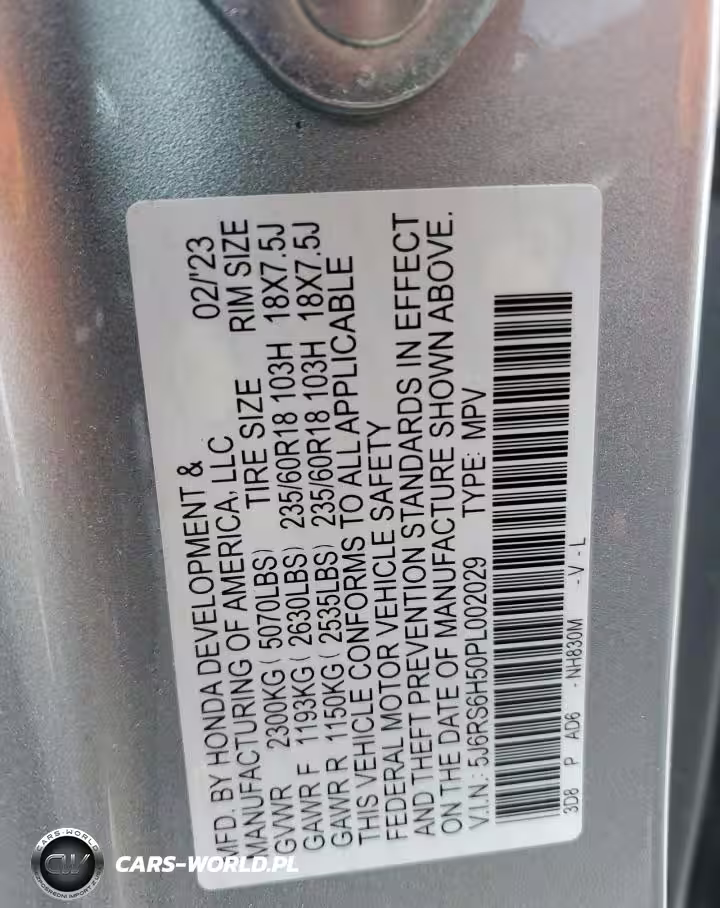 MFD. BY HONDA DEVELOPMENT & 02/'23
MANUFACTURING OF AMERICA, LLC
TIRE SIZE RIM SIZE
GVWR 2300KG ( 5070LBS)
GAWR F 1193KG ( 2630LBS) 235/60R18 103H 18X7.5J
GAWR R 1150KG ( 2535LBS) 235/60R18 103H 18X7.5J
THIS VEHICLE CONFORMS TO ALL APPLICABLE
FEDERAL MOTOR VEHICLE SAFETY
AND THEFT PREVENTION STANDARDS IN EFFECT
ON THE DATE OF MANUFACTURE SHOWN ABOVE.
V.I.N.: 5J6RS6H50PL002029 TYPE: MPV
3D8 P AD6 -NH830M -V-L
CARS-WORLD
CW
CARS-WORLD.PL